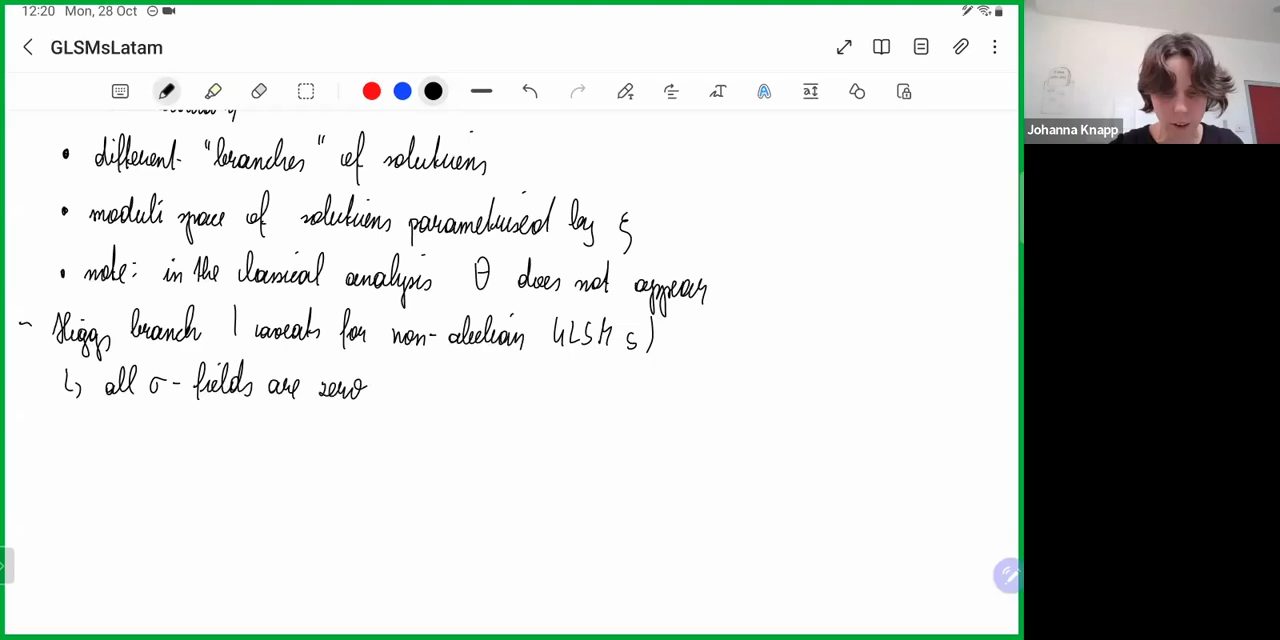 12:20 Mon, 28 Oct
GLSMsLatam
• different "branches" of solutions
• moduli space of solutions parametrised by ξ
• note: in the classical analysis θ does not appear
~ Higgs branch (caveats for non-abelian GLSMs)
↳ all σ-fields are zero
Johanna Knapp